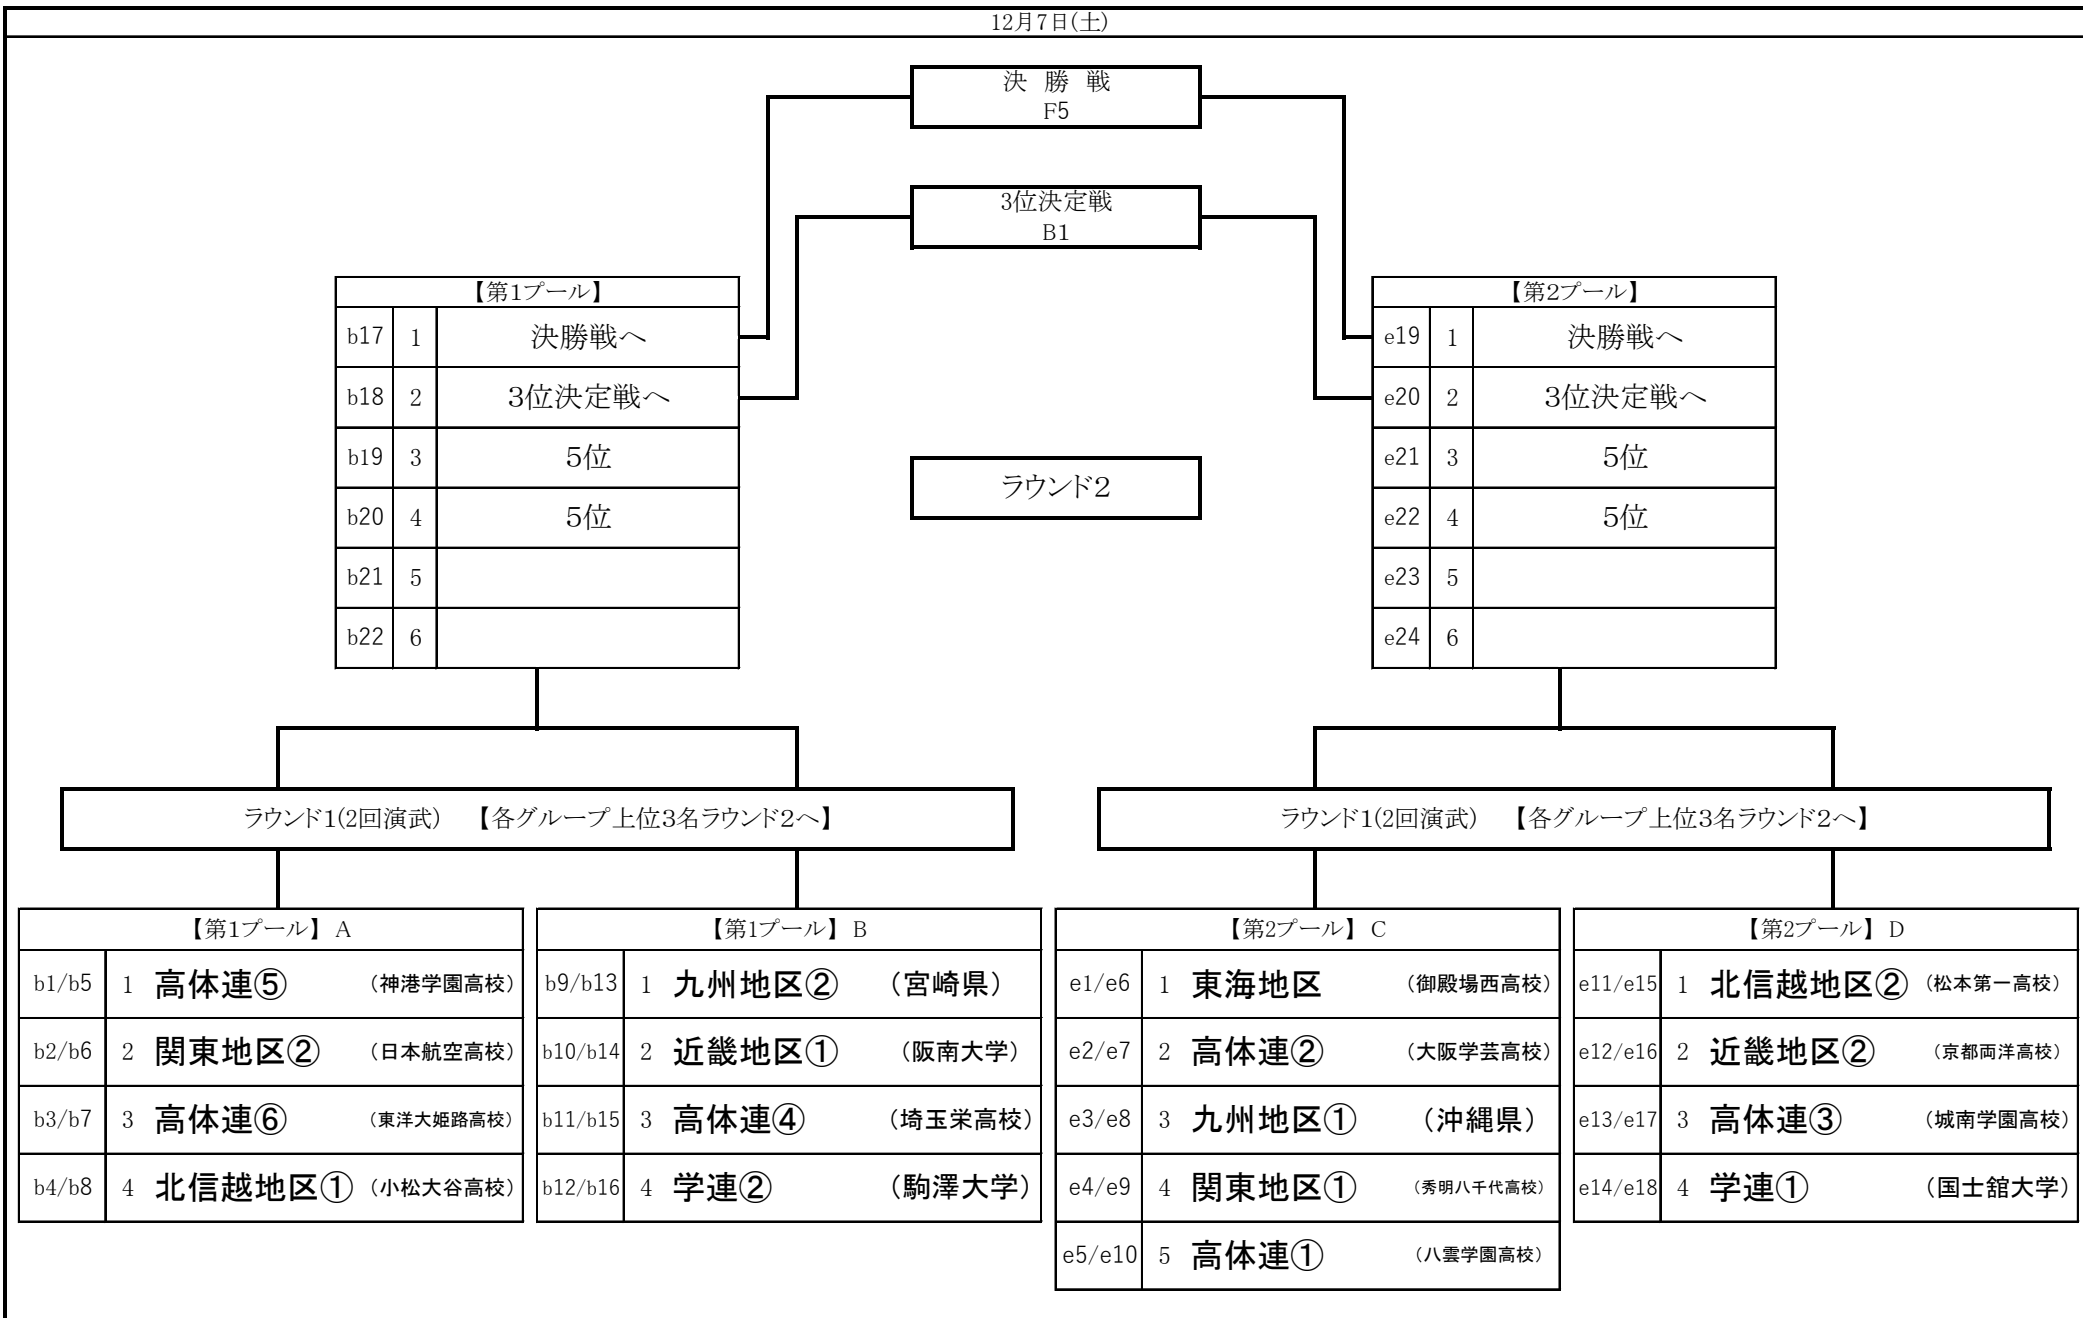 12月7日(土)
決 勝 戦
F5
3位決定戦
B1
【第1プール】
b17 1 決勝戦へ
b18 2 3位決定戦へ
b19 3 5位
b20 4 5位
b21 5
b22 6
ラウンド2
【第2プール】
e19 1 決勝戦へ
e20 2 3位決定戦へ
e21 3 5位
e22 4 5位
e23 5
e24 6
ラウンド1(2回演武) 【各グループ上位3名ラウンド2へ】
ラウンド1(2回演武) 【各グループ上位3名ラウンド2へ】
【第1プール】 A
b1/b5 1 高体連⑤ (神港学園高校)
b2/b6 2 関東地区② (日本航空高校)
b3/b7 3 高体連⑥ (東洋大姫路高校)
b4/b8 4 北信越地区① (小松大谷高校)
【第1プール】 B
b9/b13 1 九州地区② (宮崎県)
b10/b14 2 近畿地区① (阪南大学)
b11/b15 3 高体連④ (埼玉栄高校)
b12/b16 4 学連② (駒澤大学)
【第2プール】 C
e1/e6 1 東海地区 (御殿場西高校)
e2/e7 2 高体連② (大阪学芸高校)
e3/e8 3 九州地区① (沖縄県)
e4/e9 4 関東地区① (秀明八千代高校)
e5/e10 5 高体連① (八雲学園高校)
【第2プール】 D
e11/e15 1 北信越地区② (松本第一高校)
e12/e16 2 近畿地区② (京都両洋高校)
e13/e17 3 高体連③ (城南学園高校)
e14/e18 4 学連① (国士舘大学)